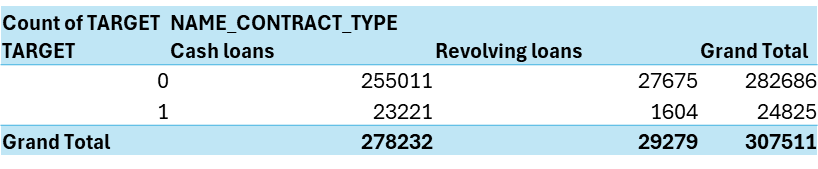 Count of TARGET NAME_CONTRACT_TYPE
TARGET Cash loans Revolving loans Grand Total
0 255011 27675 282686
1 23221 1604 24825
Grand Total 278232 29279 307511